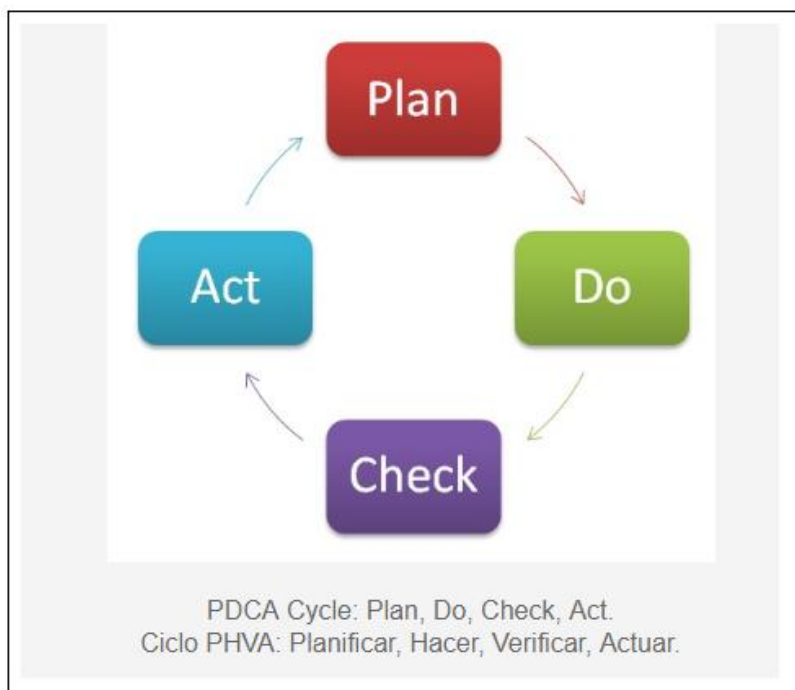 Plan
Act
Do
Check
PDCA Cycle: Plan, Do, Check, Act.
Ciclo PHVA: Planificar, Hacer, Verificar, Actuar.